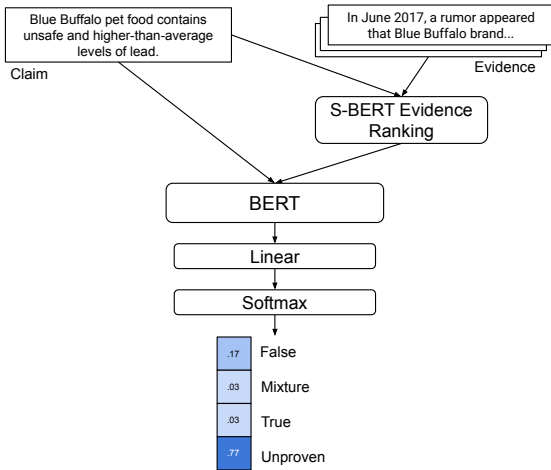 Blue Buffalo pet food contains
unsafe and higher-than-average
levels of lead.
Claim
In June 2017, a rumor appeared
that Blue Buffalo brand...
Evidence
S-BERT Evidence
Ranking
BERT
Linear
Softmax
.17 False
.03 Mixture
.03 True
.77 Unproven